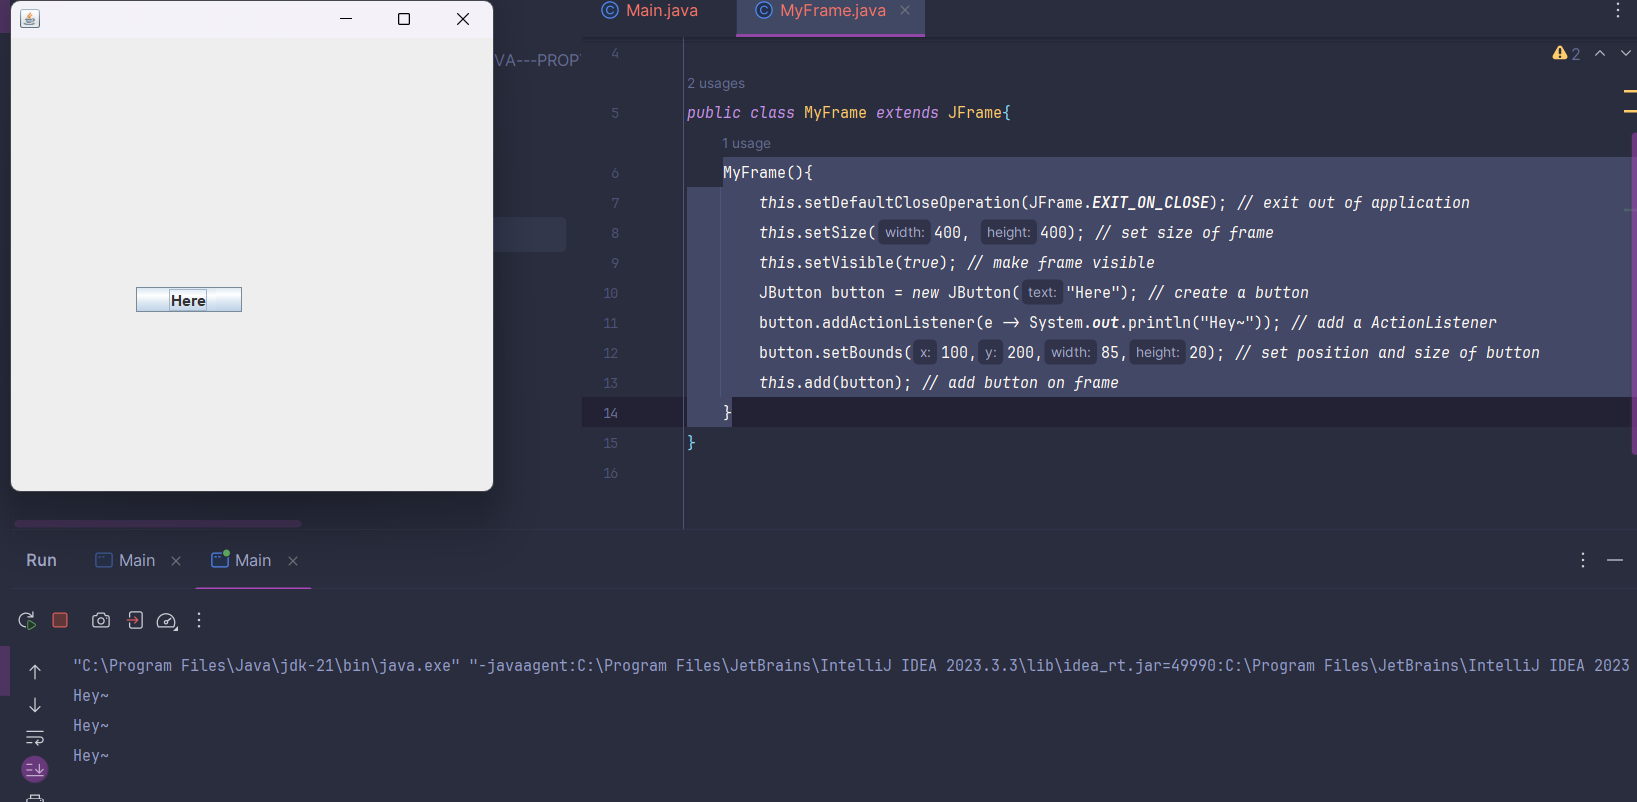 Main.java
MyFrame.java
VA---PROP
4
2
2 usages
5 public class MyFrame extends JFrame{
1 usage
6 MyFrame(){
7 this.setDefaultCloseOperation(JFrame.EXIT_ON_CLOSE); // exit out of application
8 this.setSize( width: 400, height: 400); // set size of frame
9 this.setVisible(true); // make frame visible
10 JButton button = new JButton( text: "Here"); // create a button
11 button.addActionListener(e -> System.out.println("Hey~")); // add a ActionListener
12 button.setBounds( x: 100, y: 200, width: 85, height: 20); // set position and size of button
13 this.add(button); // add button on frame
14 }
15 }
16
Here
Run Main Main
"C:\Program Files\Java\jdk-21\bin\java.exe" "-javaagent:C:\Program Files\JetBrains\IntelliJ IDEA 2023.3.3\lib\idea_rt.jar=49990:C:\Program Files\JetBrains\IntelliJ IDEA 2023
Hey~
Hey~
Hey~